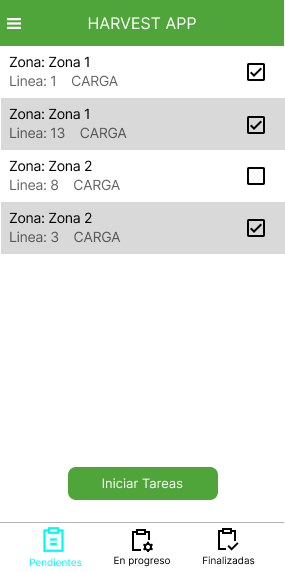 HARVEST APP
Zona: Zona 1
Linea: 1 CARGA
Zona: Zona 1
Linea: 13 CARGA
Zona: Zona 2
Linea: 8 CARGA
Zona: Zona 2
Linea: 3 CARGA
Iniciar Tareas
Pendientes En progreso Finalizadas